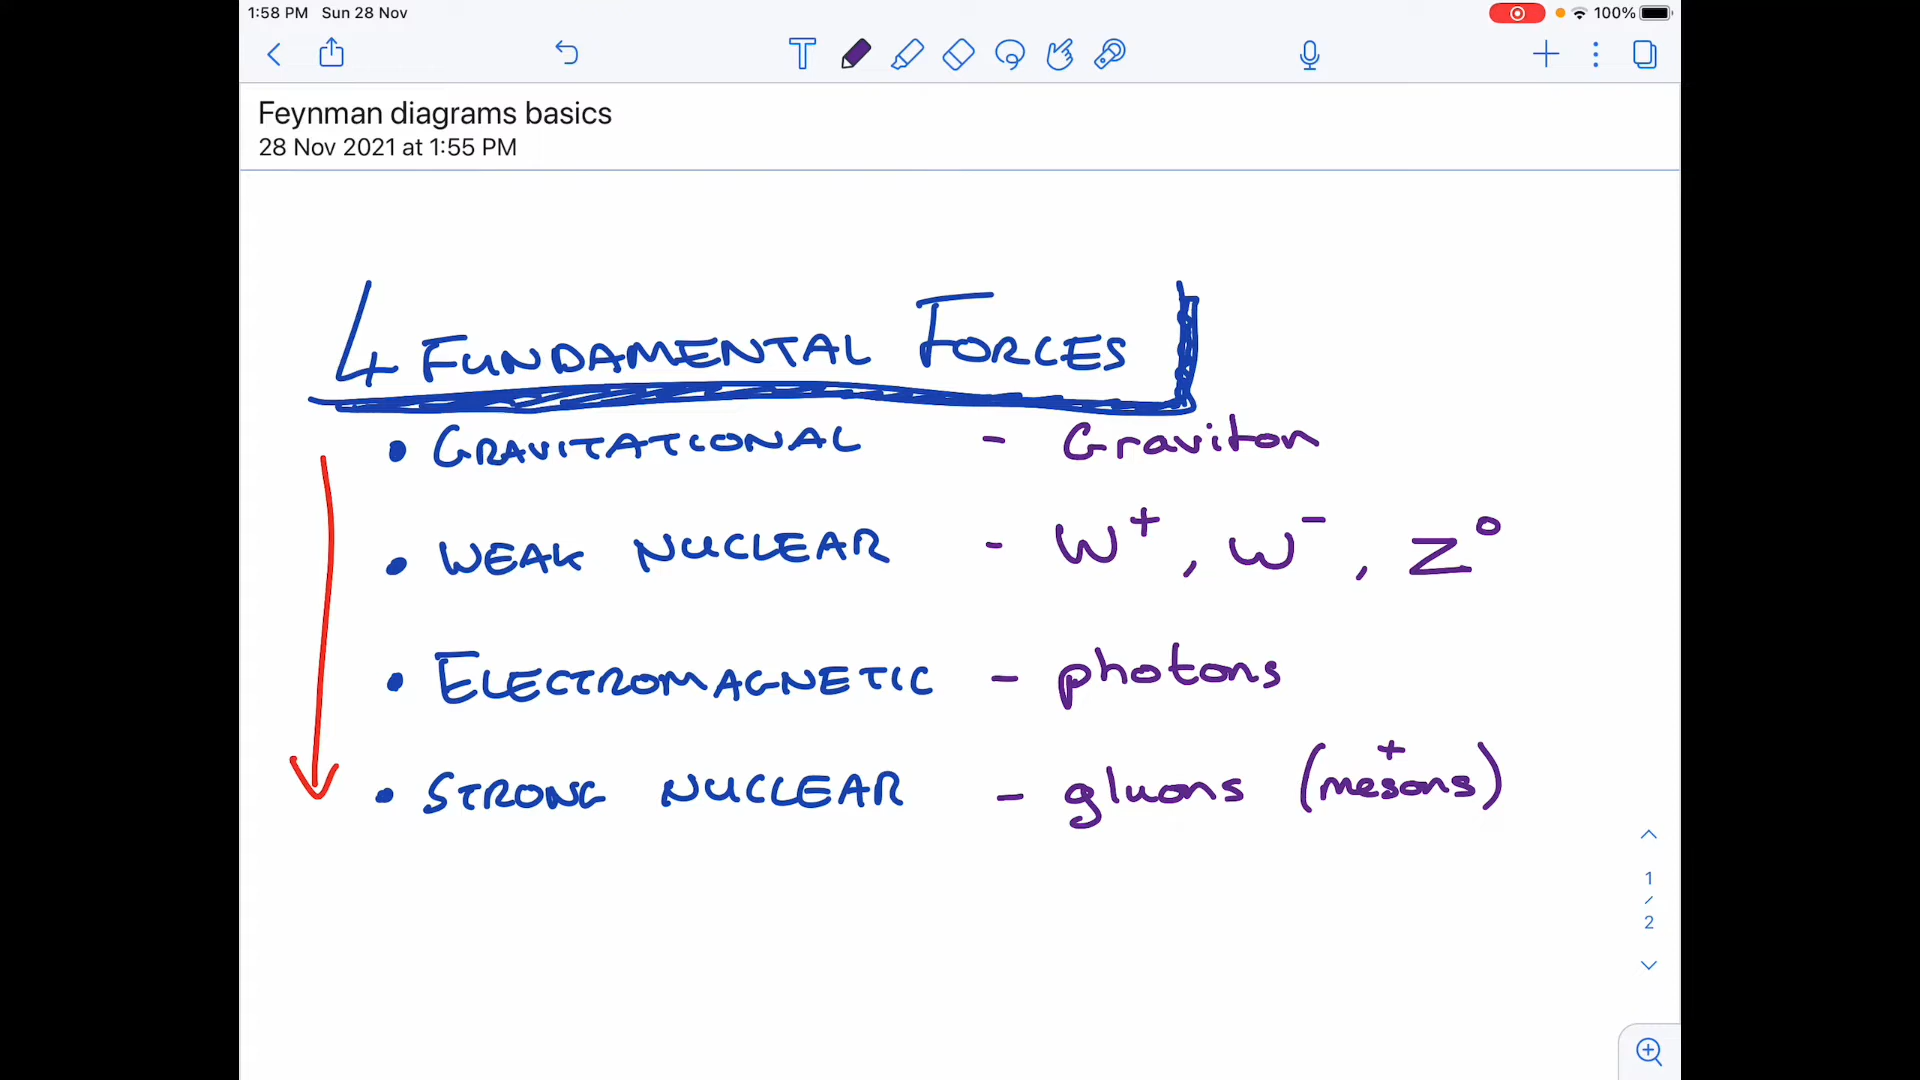 1:58 PM Sun 28 Nov 100%
T
Feynman diagrams basics
28 Nov 2021 at 1:55 PM
4 FUNDAMENTAL FORCES
• GRAVITATIONAL - Graviton
• WEAK NUCLEAR - W⁺, W⁻, Z⁰
• ELECTROMAGNETIC - photons
+
• STRONG NUCLEAR - gluons (mesons)
1
/
2